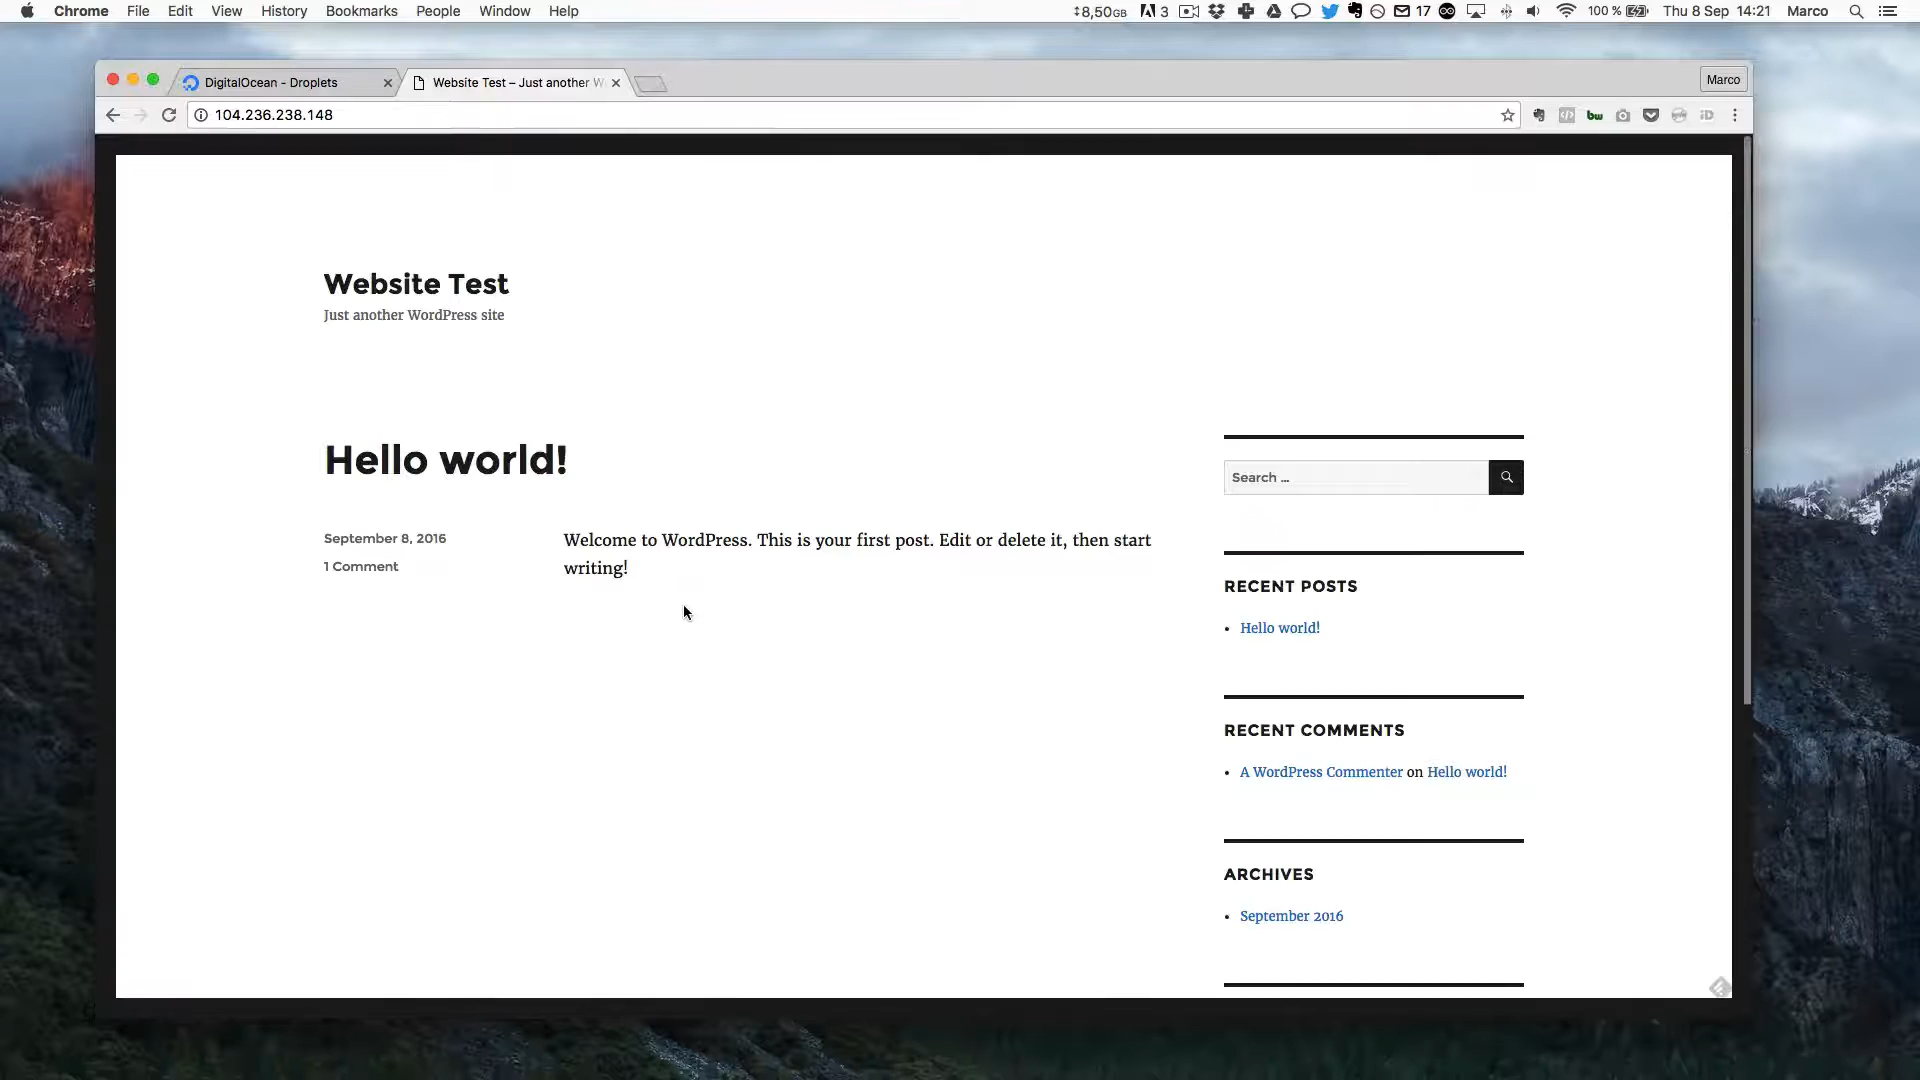 Chrome File Edit View History Bookmarks People Window Help
8,50GB 3 17 100 % Thu 8 Sep 14:21 Marco
DigitalOcean - Droplets
Website Test – Just another W
Marco
104.236.238.148
bw
iD
Website Test
Just another WordPress site
Hello world!
September 8, 2016
1 Comment
Welcome to WordPress. This is your first post. Edit or delete it, then start
writing!
Search …
RECENT POSTS
Hello world!
RECENT COMMENTS
A WordPress Commenter on Hello world!
ARCHIVES
September 2016